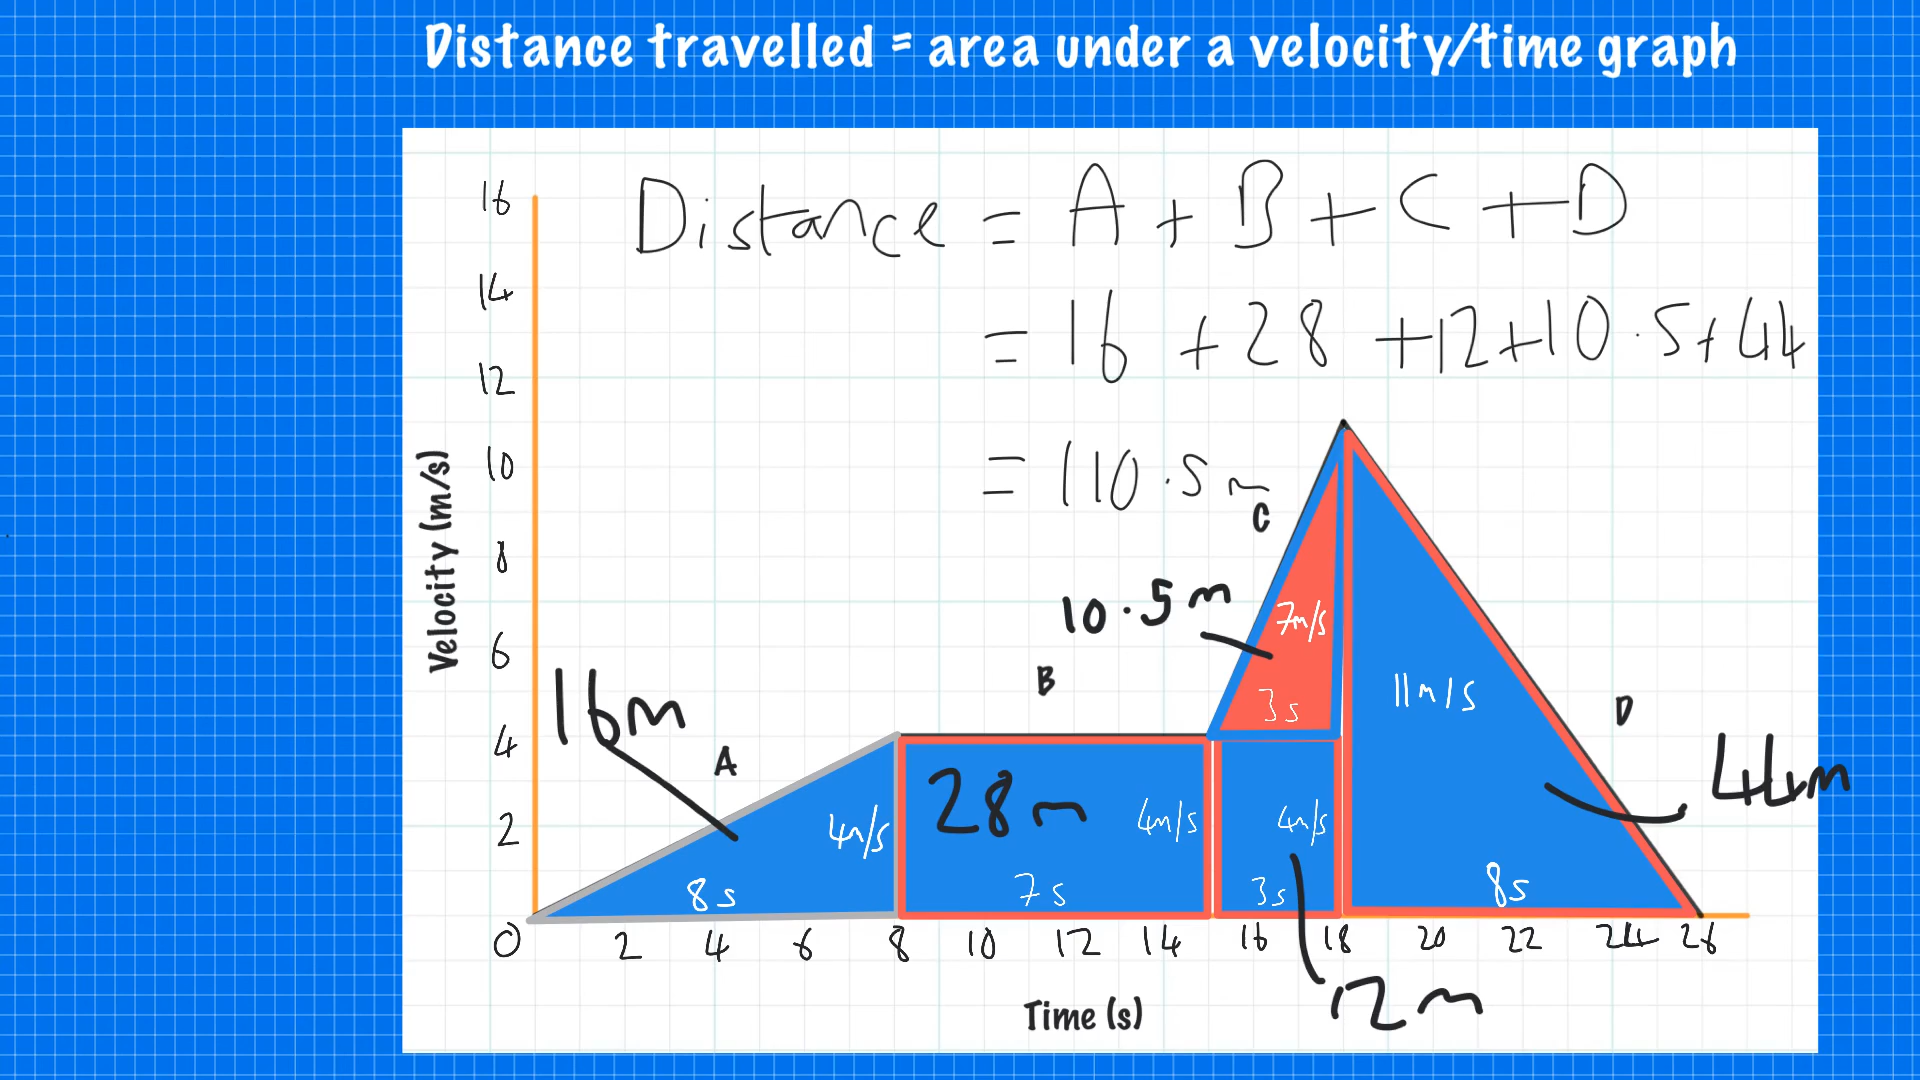 Distance travelled = area under a velocity/time graph
Distance = A + B + C + D
= 16 + 28 + 12 + 10.5 + 44
= 110.5 m
Velocity (m/s)
16
14
12
10
8
6
4
2
0
C
10.5 m
7m/s
3s
B
11m/s
D
16m
A
44m
28m
4m/s
4m/s
4m/s
8s
7s
3s
8s
2 4 6 8 10 12 14 16 18 20 22 24 26
12m
Time (s)